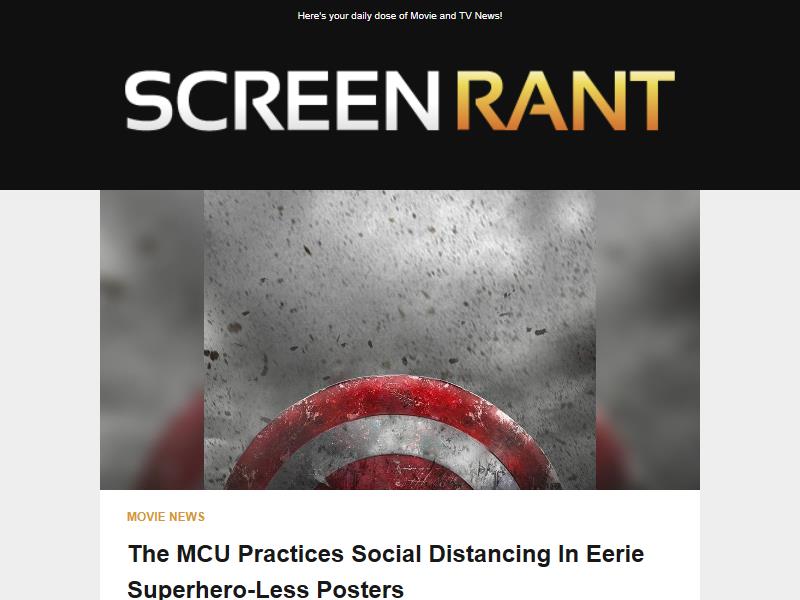 Here's your daily dose of Movie and TV News!
SCREEN RANT
MOVIE NEWS
The MCU Practices Social Distancing In Eerie
Superhero-Less Posters